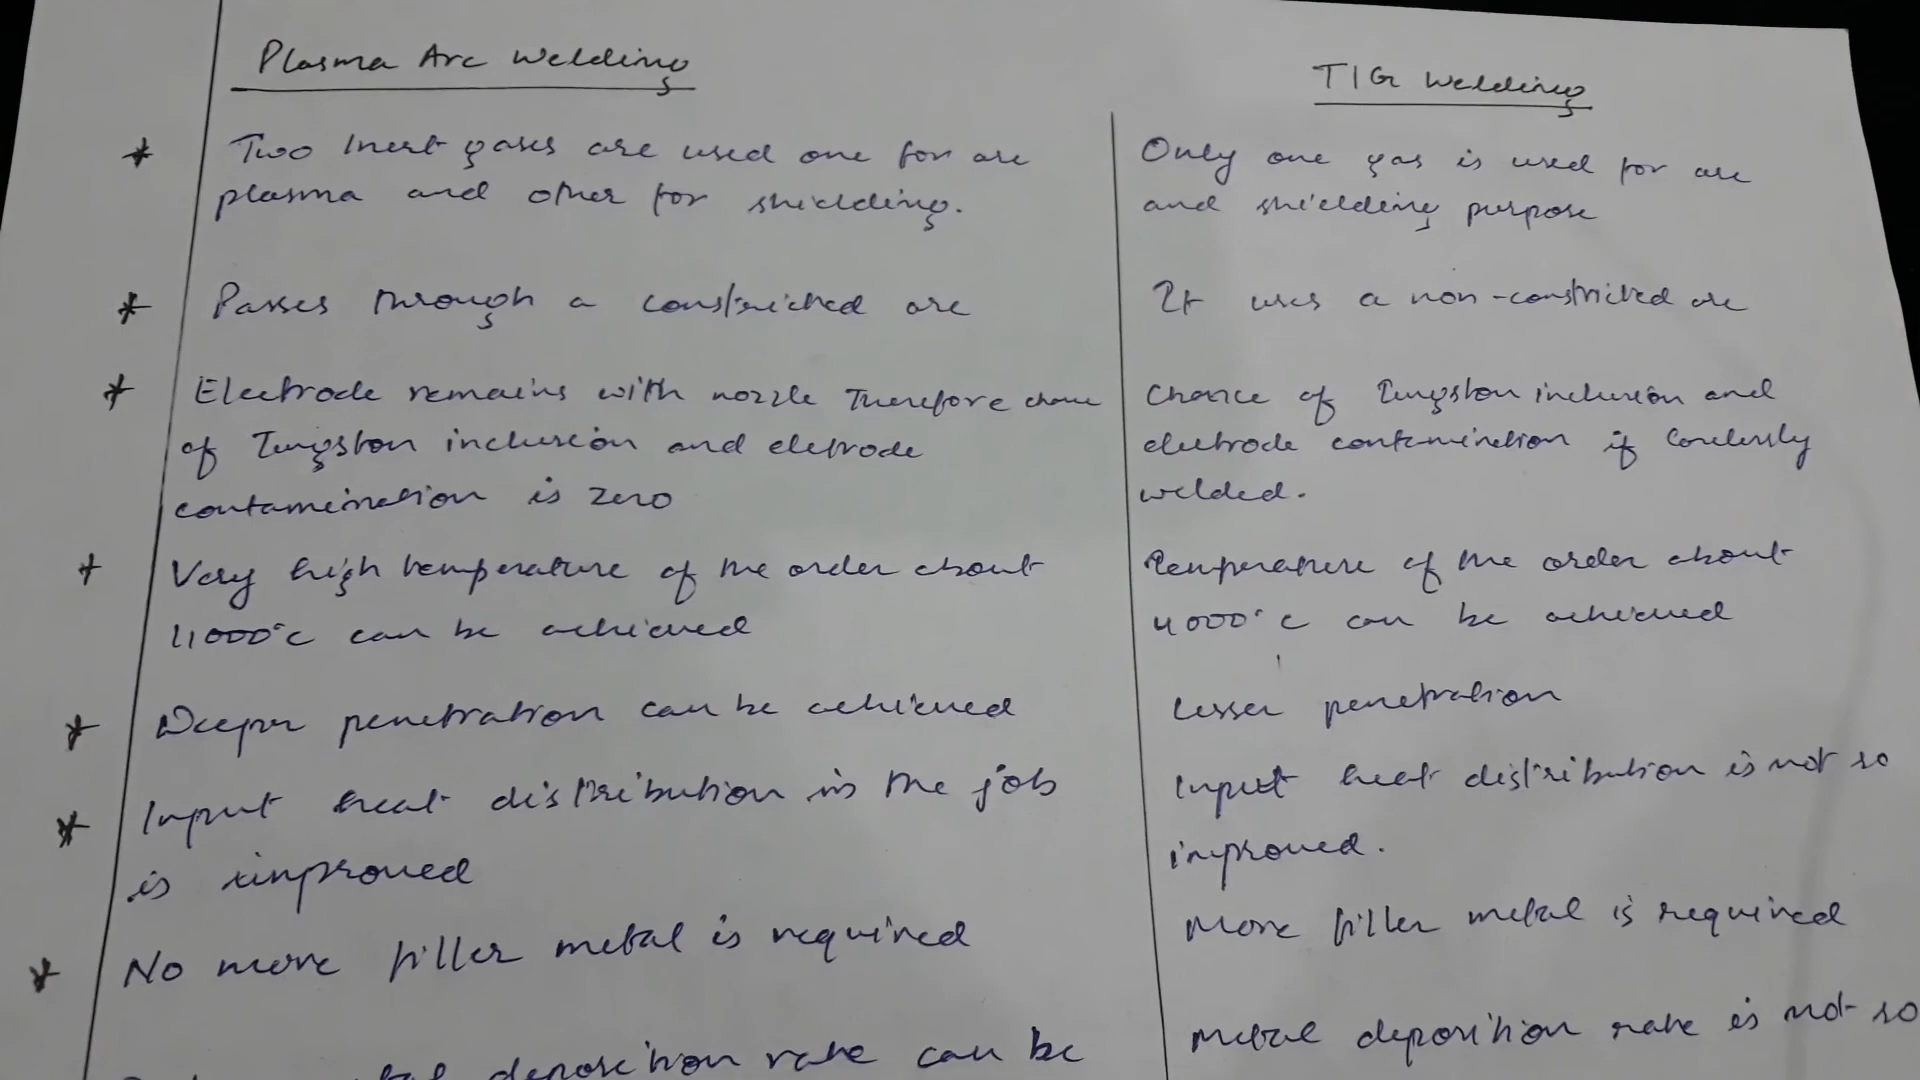 Plasma Arc Welding
Two Inert gases are used one for arc
plasma and other for shielding.
Passes through a constricted arc
Electrode remains with nozzle Therefore chance
of Tungston inclusion and eletrode
contamination is zero
Very high temperature of the order about
11000°c can be achieved
Deeper penetration can be achieved
Input heat distribution in the job
is improved
No more filler metal is required
deposition rate can be
TIG Welding
Only one gas is used for arc
and shielding purpose
It uses a non-constricted arc
Chance of Tungston inclusion and
electrode contamination if Carelessly
welded.
Temperature of the order about
4000°c can be achieved
Lesser penetration
Input heat distribution is not so
improved.
More filler metal is required
Metal deposition rate is not so